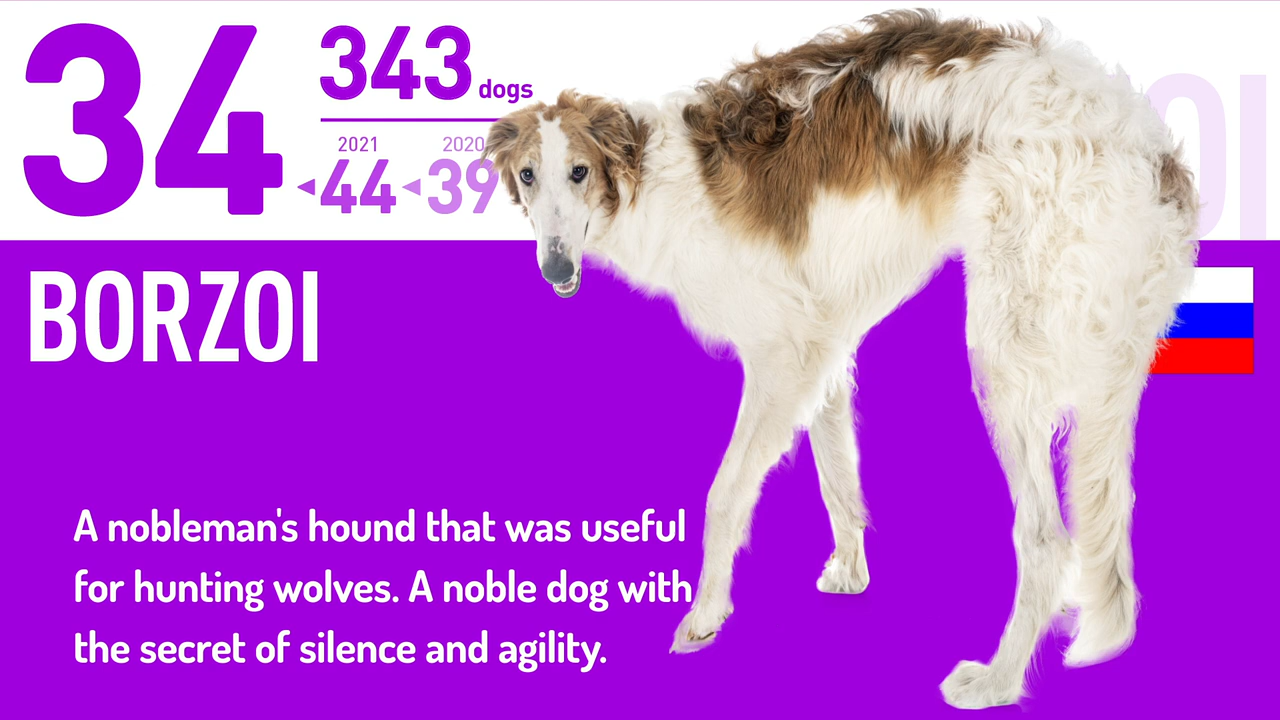 34
343 dogs
2021 2020
44 39
BORZOI
OI
A nobleman's hound that was useful
for hunting wolves. A noble dog with
the secret of silence and agility.